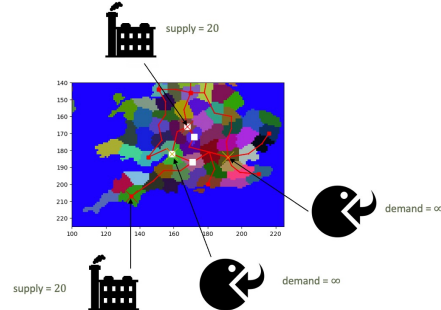 supply = 20
140
150
160
170
180
190
200
210
220
100 120 140 160 180 200 220
demand = ∞
supply = 20
demand = ∞